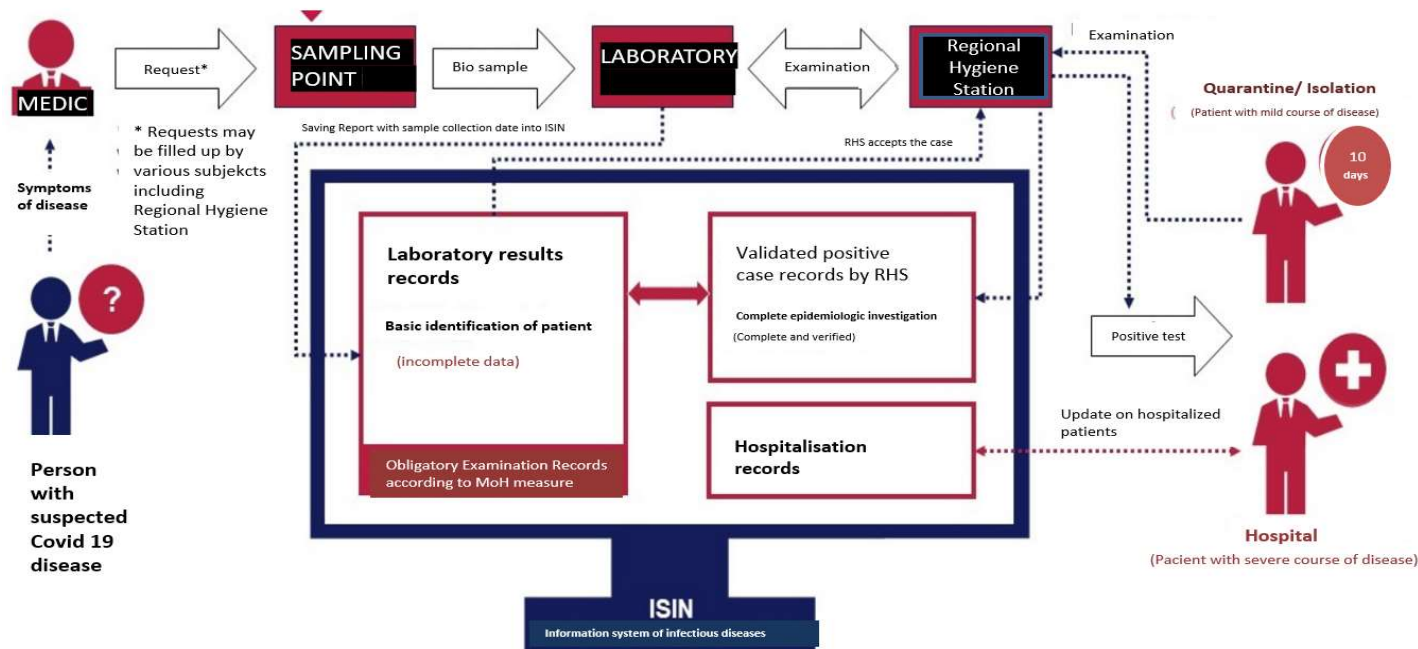 MEDIC
Request*
SAMPLING
POINT
Bio sample
LABORATORY
Examination
Regional
Hygiene
Station
Examination
Quarantine/ Isolation
(Patient with mild course of disease)
10
days
* Requests may
be filled up by
various subjekcts
including
Regional Hygiene
Station
Symptoms
of disease
?
Person
with
suspected
Covid 19
disease
Saving Report with sample collection date into ISIN
RHS accepts the case
Laboratory results
records
Basic identification of patient
(incomplete data)
Obligatory Examination Records
according to MoH measure
Validated positive
case records by RHS
Complete epidemiologic investigation
(Complete and verified)
Hospitalisation
records
Positive test
Update on hospitalized
patients
Hospital
(Pacient with severe course of disease)
ISIN
Information system of infectious diseases